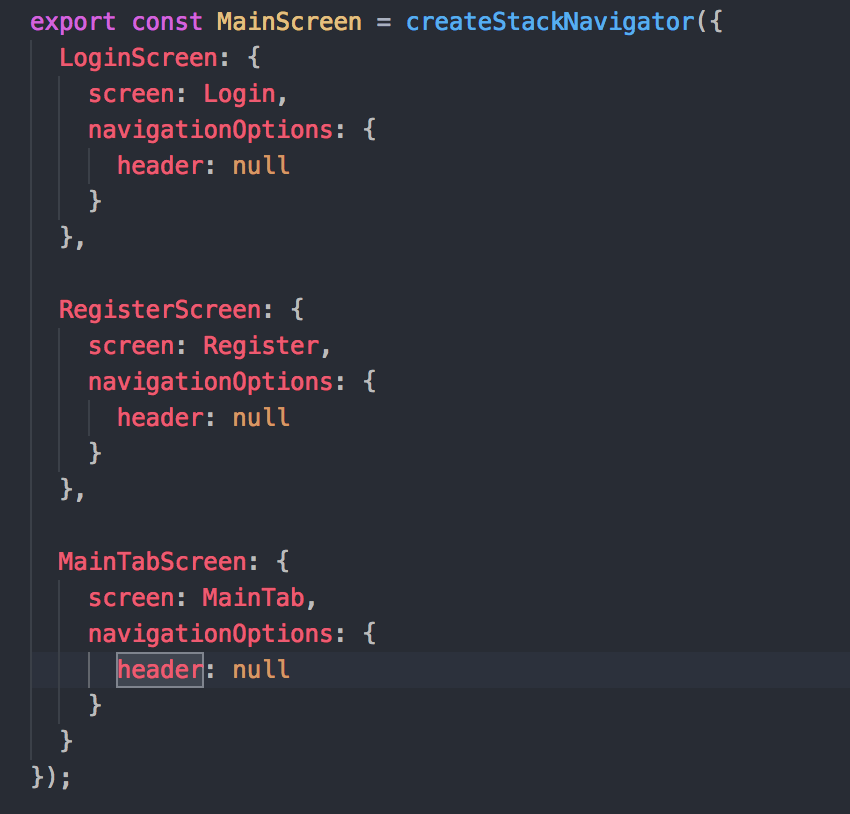 export const MainScreen = createStackNavigator({
  LoginScreen: {
    screen: Login,
    navigationOptions: {
      header: null
    }
  },

  RegisterScreen: {
    screen: Register,
    navigationOptions: {
      header: null
    }
  },

  MainTabScreen: {
    screen: MainTab,
    navigationOptions: {
      header: null
    }
  }
});